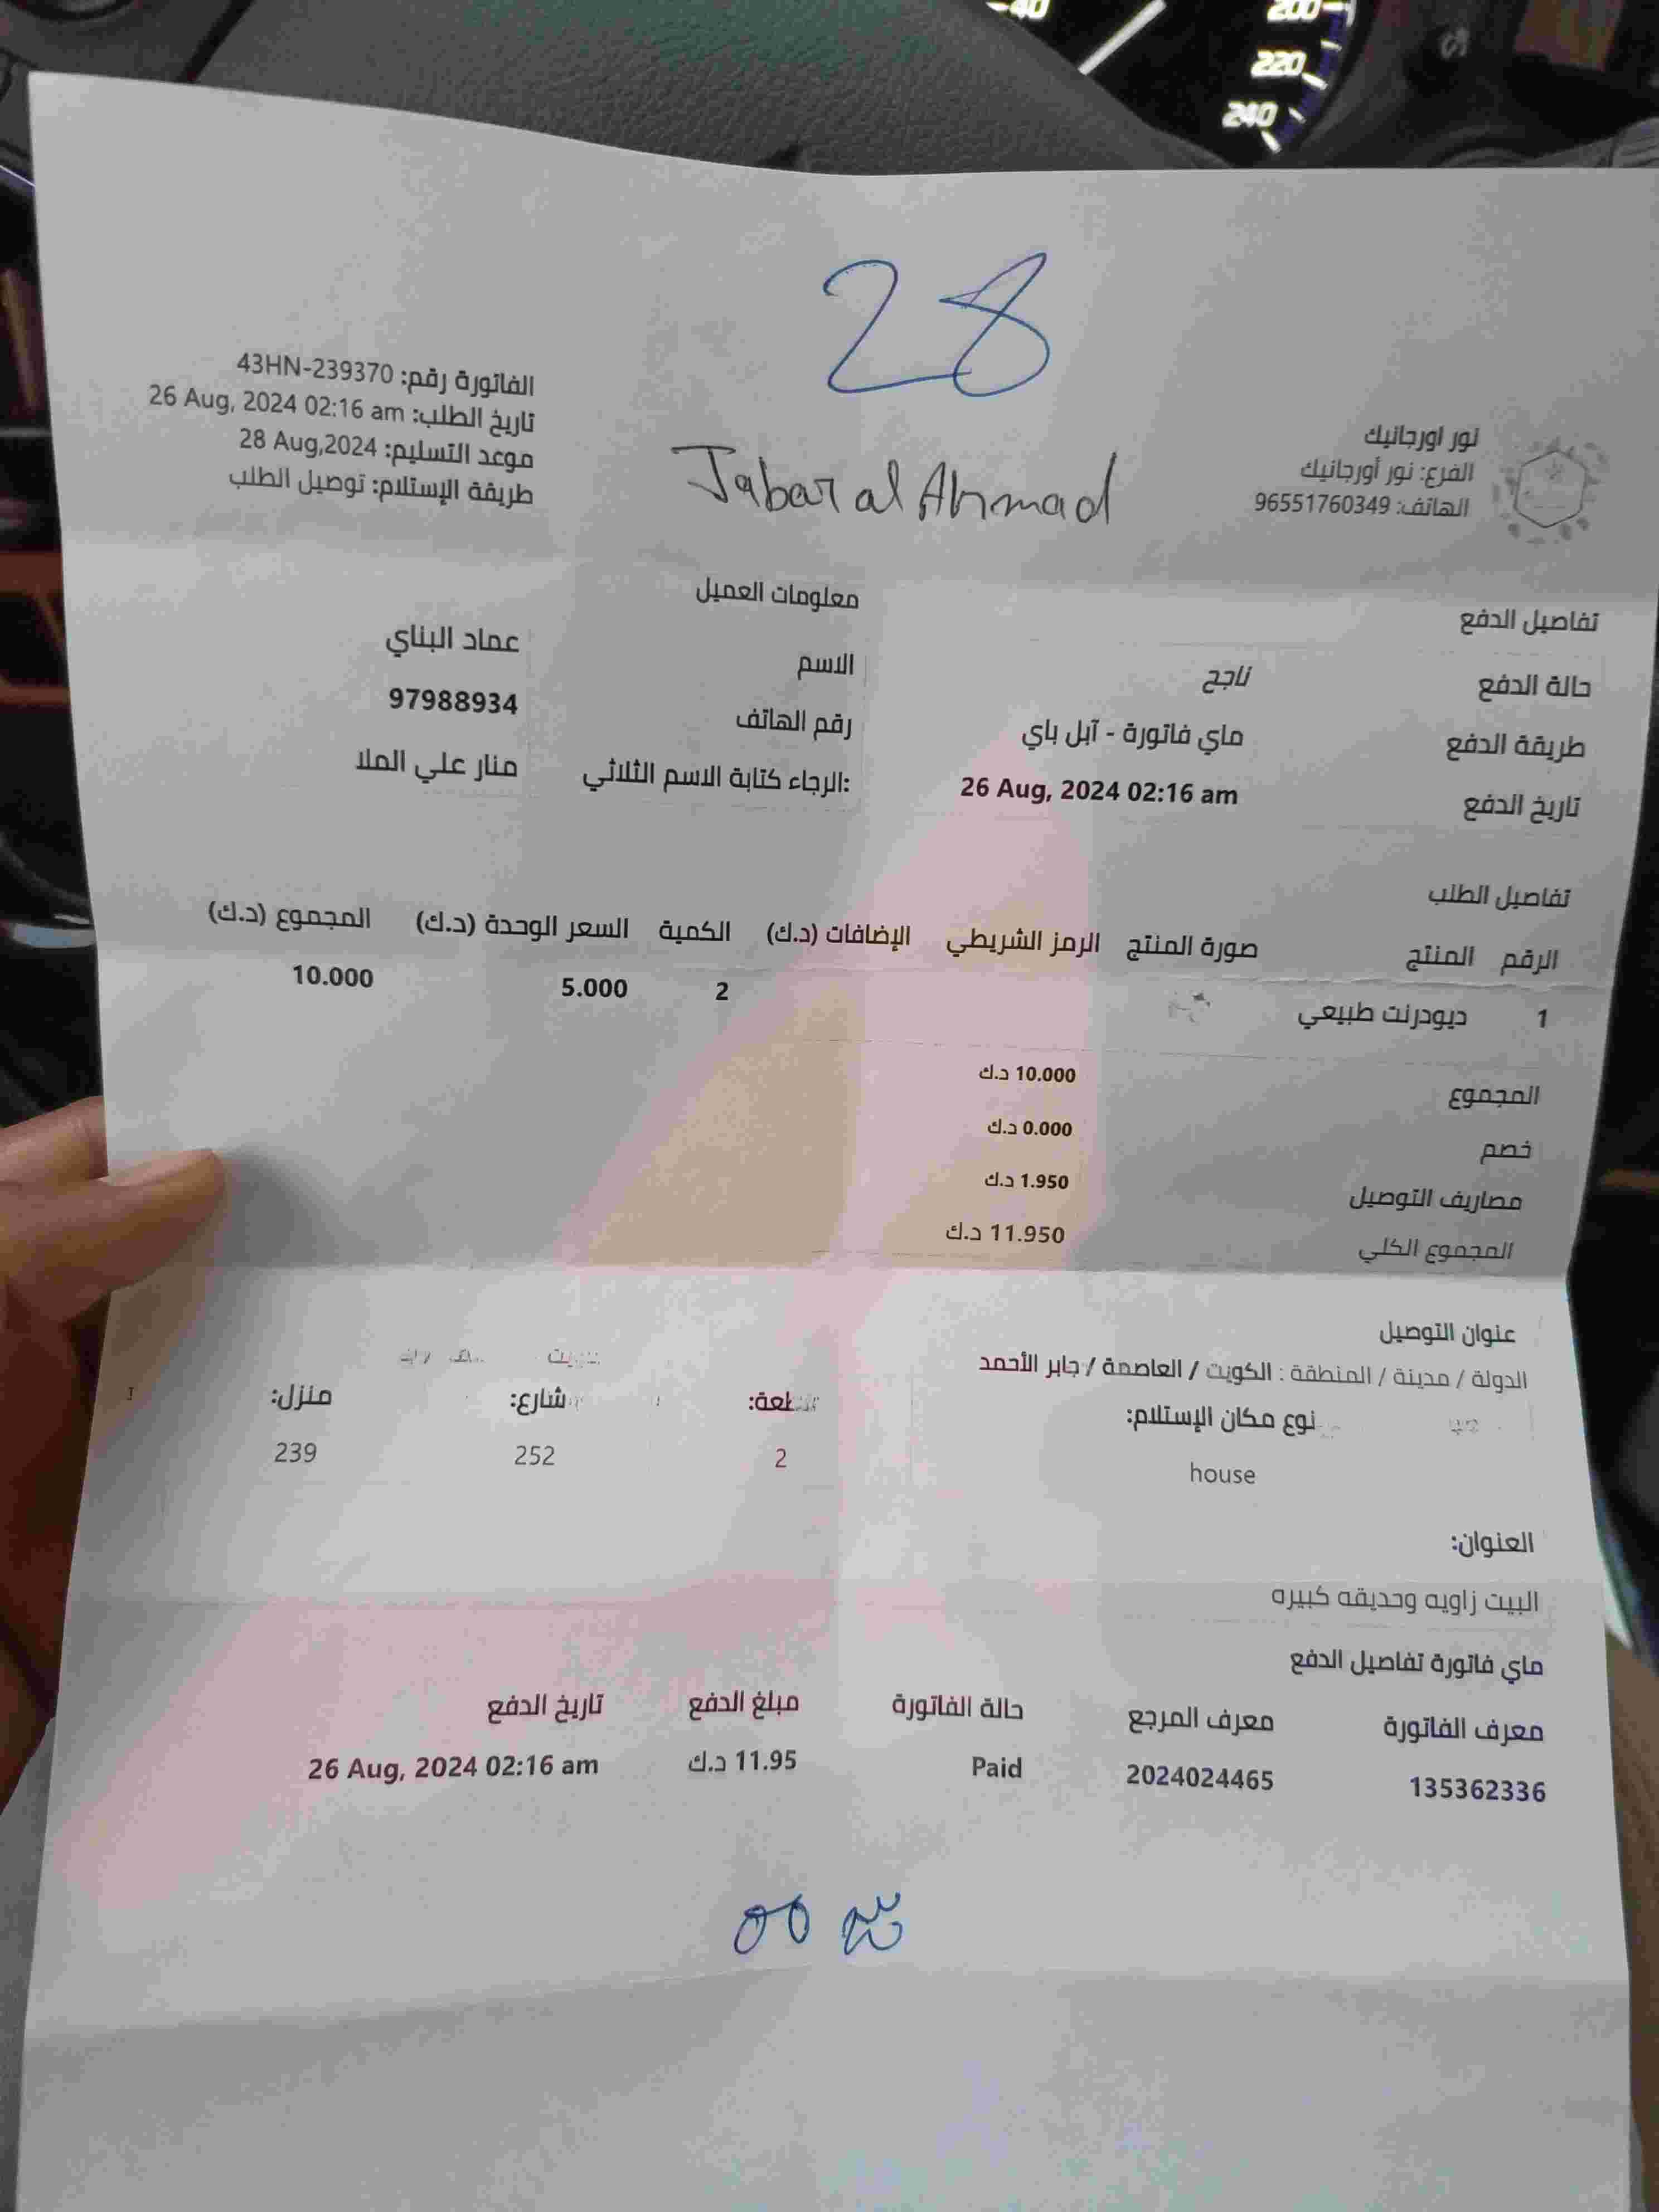 40
200
220
240
28
Jabar al Ahmad
نور اورجانيك
الفرع: نور أورجانيك
الهاتف: 96551760349
الفاتورة رقم: 43HN-239370
تاريخ الطلب: 26 Aug, 2024 02:16 am
موعد التسليم: 28 Aug,2024
طريقة الإستلام: توصيل الطلب
تفاصيل الدفع
حالة الدفع ناجح
طريقة الدفع ماي فاتورة - آبل باي
تاريخ الدفع 26 Aug, 2024 02:16 am
معلومات العميل
الاسم عماد البناي
رقم الهاتف 97988934
الرجاء كتابة الاسم الثلاثي: منار علي الملا
تفاصيل الطلب
الرقم المنتج صورة المنتج الرمز الشريطي الإضافات (د.ك) الكمية السعر الوحدة (د.ك) المجموع (د.ك)
1 ديودرنت طبيعي 2 5.000 10.000
المجموع 10.000 د.ك
خصم 0.000 د.ك
مصاريف التوصيل 1.950 د.ك
المجموع الكلي 11.950 د.ك
عنوان التوصيل
الدولة / مدينة / المنطقة : الكويت / العاصمة / جابر الأحمد
نوع مكان الإستلام: قطعة: شارع: منزل:
house 2 252 239
العنوان:
البيت زاويه وحديقه كبيره
ماي فاتورة تفاصيل الدفع
معرف الفاتورة معرف المرجع حالة الفاتورة مبلغ الدفع تاريخ الدفع
135362336 2024024465 Paid 11.95 د.ك 26 Aug, 2024 02:16 am